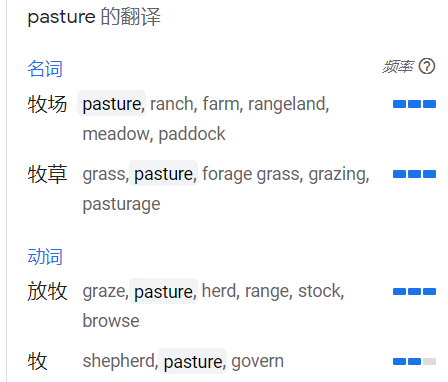 pasture 的翻译
名词 频率 ?
牧场 pasture, ranch, farm, rangeland,
meadow, paddock
牧草 grass, pasture, forage grass, grazing,
pasturage
动词
放牧 graze, pasture, herd, range, stock,
browse
牧 shepherd, pasture, govern